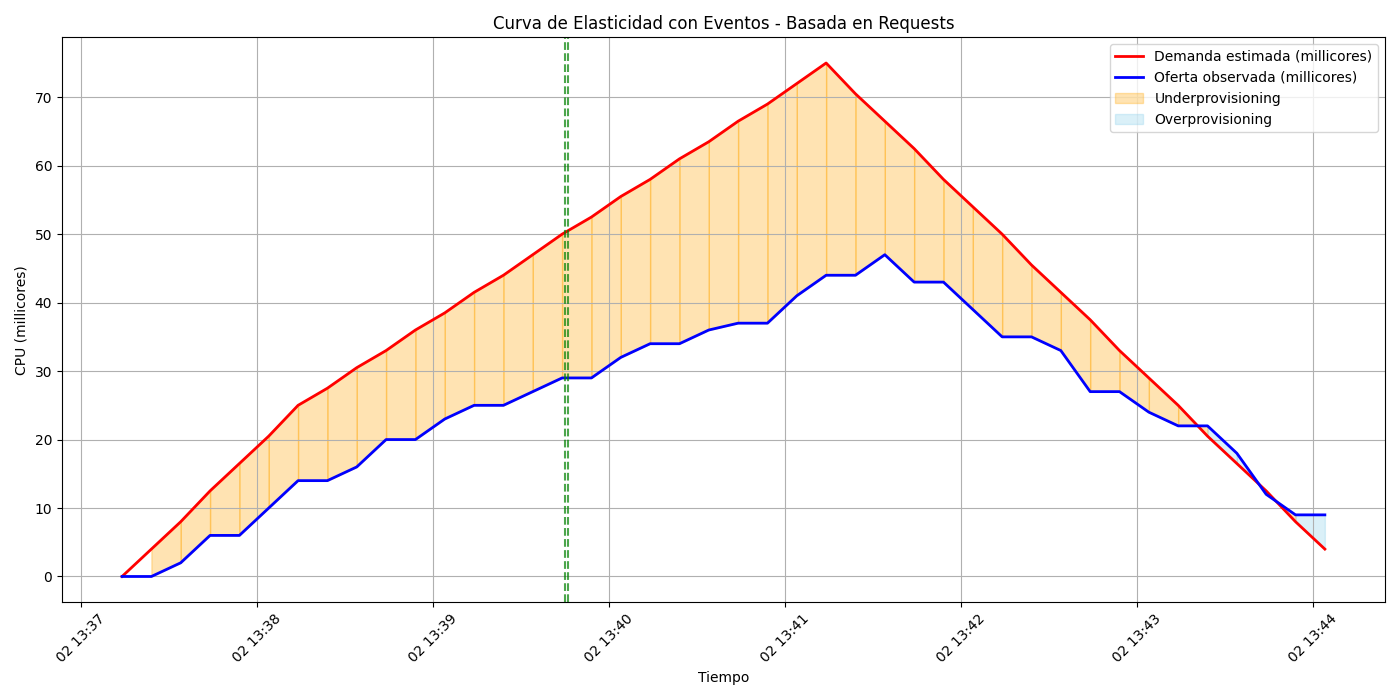 Curva de Elasticidad con Eventos - Basada en Requests
Demanda estimada (millicores)
Oferta observada (millicores)
Underprovisioning
Overprovisioning
CPU (millicores)
70
60
50
40
30
20
10
0
02 13:37
02 13:38
02 13:39
02 13:40
02 13:41
02 13:42
02 13:43
02 13:44
Tiempo